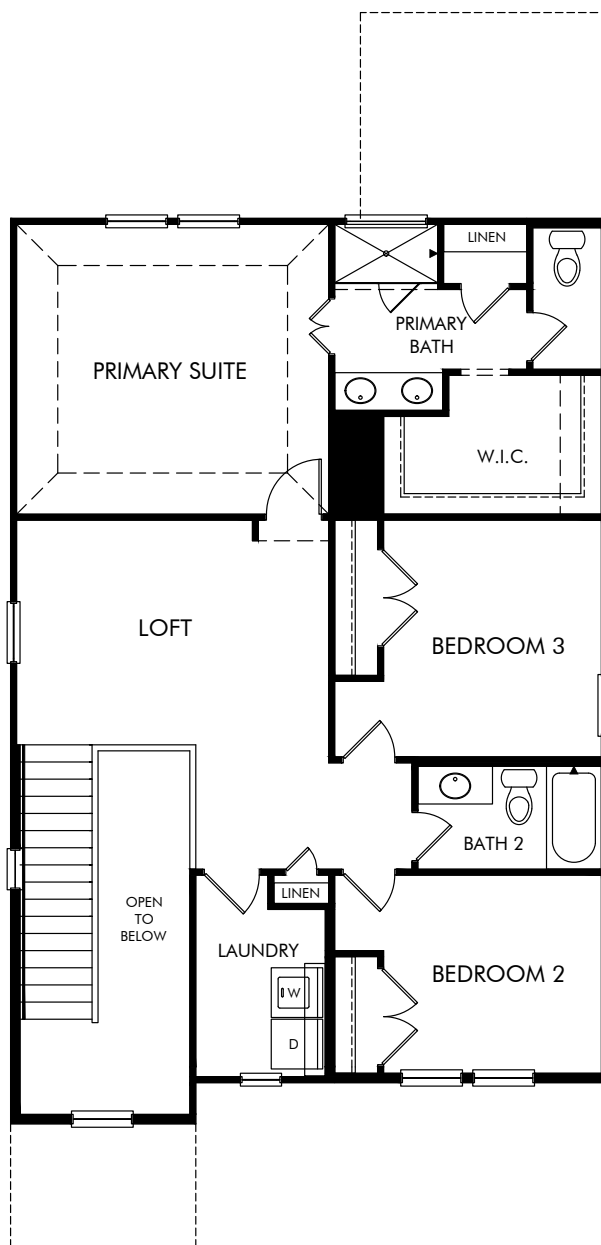 LINEN
PRIMARY
BATH
PRIMARY SUITE
W.I.C.
LOFT
BEDROOM 3
BATH 2
LINEN
OPEN
TO
BELOW
LAUNDRY
BEDROOM 2
W
D